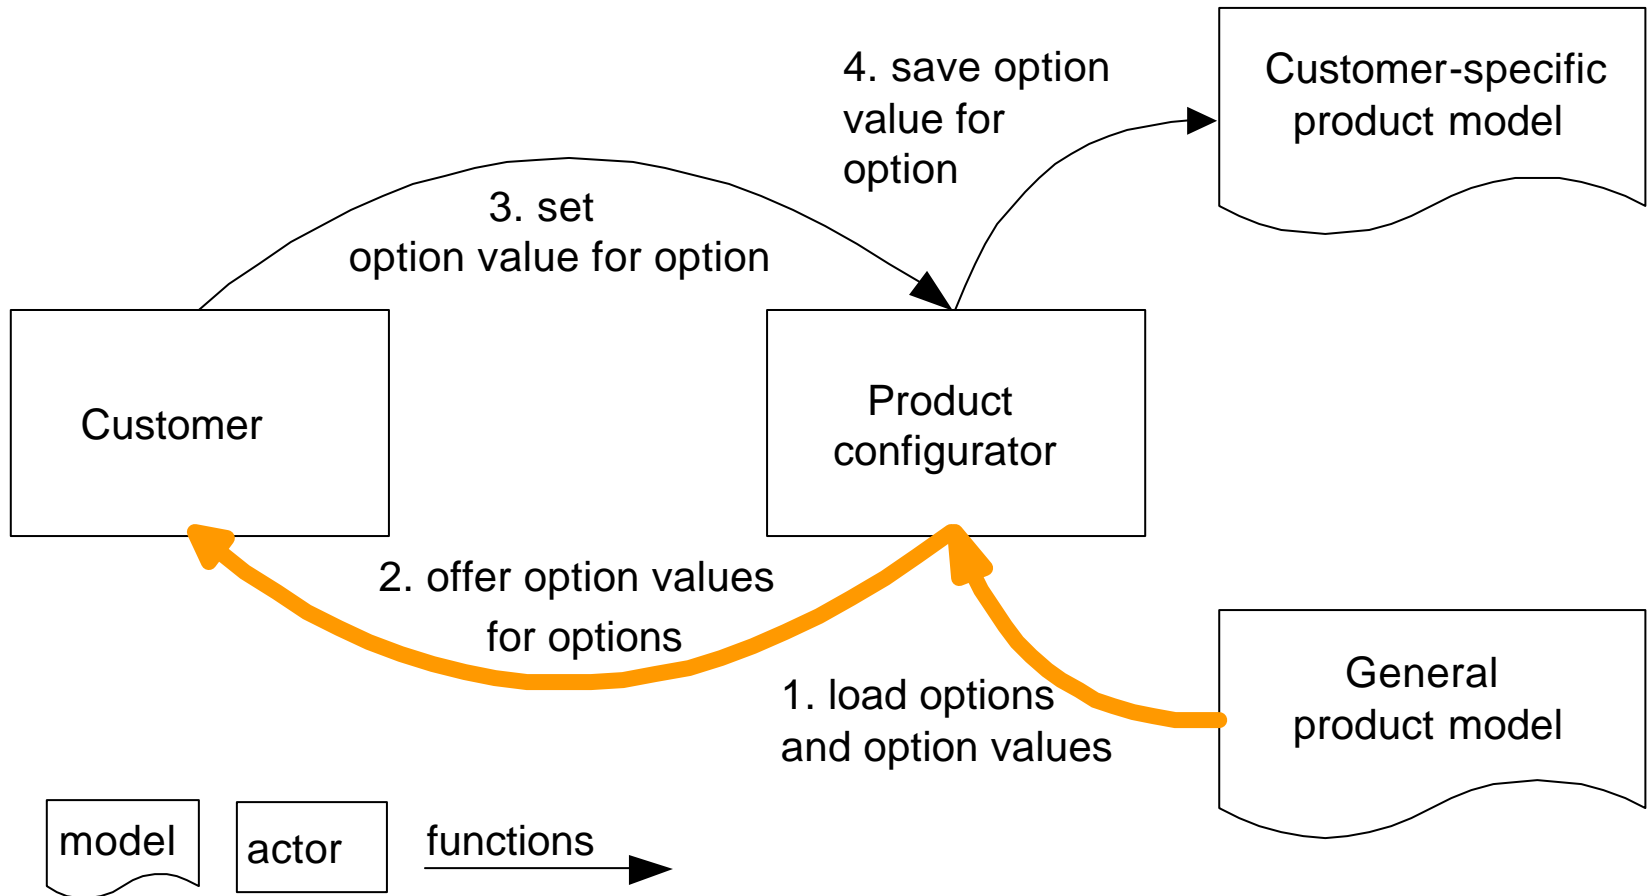 4. save option
value for
option
Customer-specific
product model
3. set
option value for option
Customer
Product
configurator
2. offer option values
for options
1. load options
and option values
General
product model
model
actor
functions